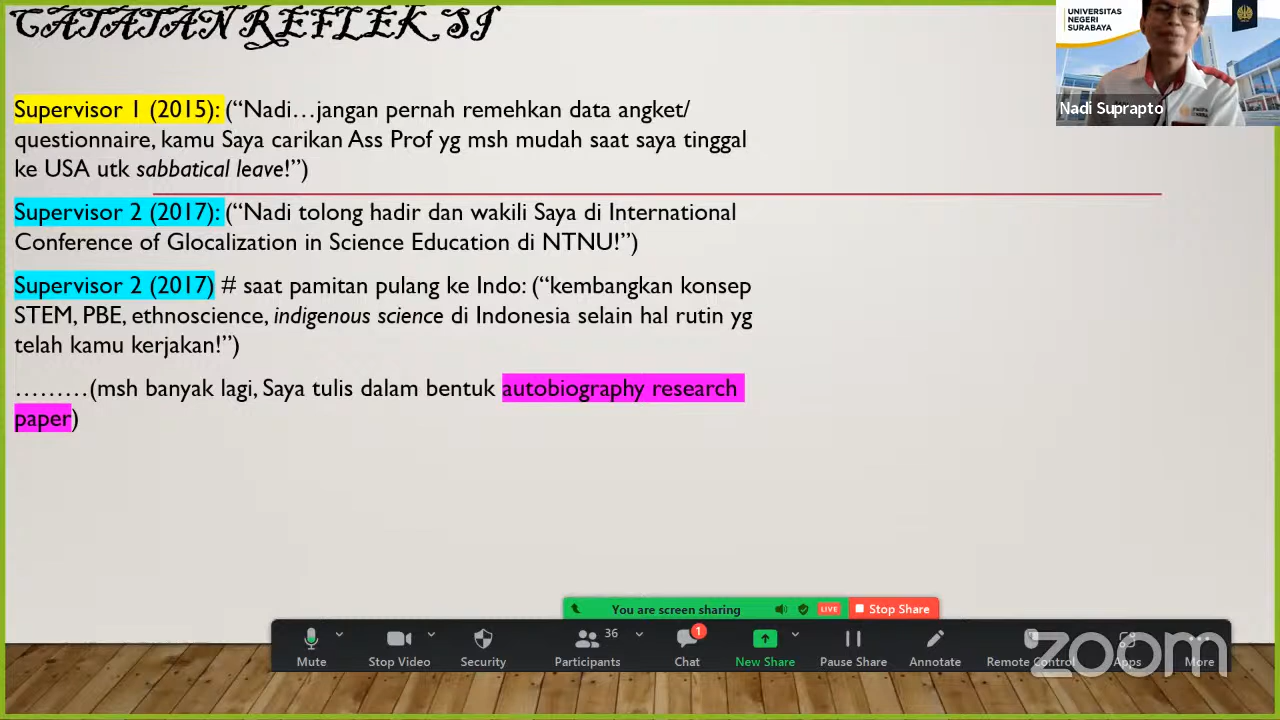 CATATAN REFLEKSI
UNIVERSITAS
NEGERI
SURABAYA
Nadi Suprapto
Supervisor 1 (2015): (“Nadi…jangan pernah remehkan data angket/
questionnaire, kamu Saya carikan Ass Prof yg msh mudah saat saya tinggal
ke USA utk sabbatical leave!”)
Supervisor 2 (2017): (“Nadi tolong hadir dan wakili Saya di International
Conference of Glocalization in Science Education di NTNU!”)
Supervisor 2 (2017) # saat pamitan pulang ke Indo: (“kembangkan konsep
STEM, PBE, ethnoscience, indigenous science di Indonesia selain hal rutin yg
telah kamu kerjakan!”)
………(msh banyak lagi, Saya tulis dalam bentuk autobiography research
paper)
You are screen sharing LIVE Stop Share
36 1
Mute Stop Video Security Participants Chat New Share Pause Share Annotate Remote Control Apps More
zoom